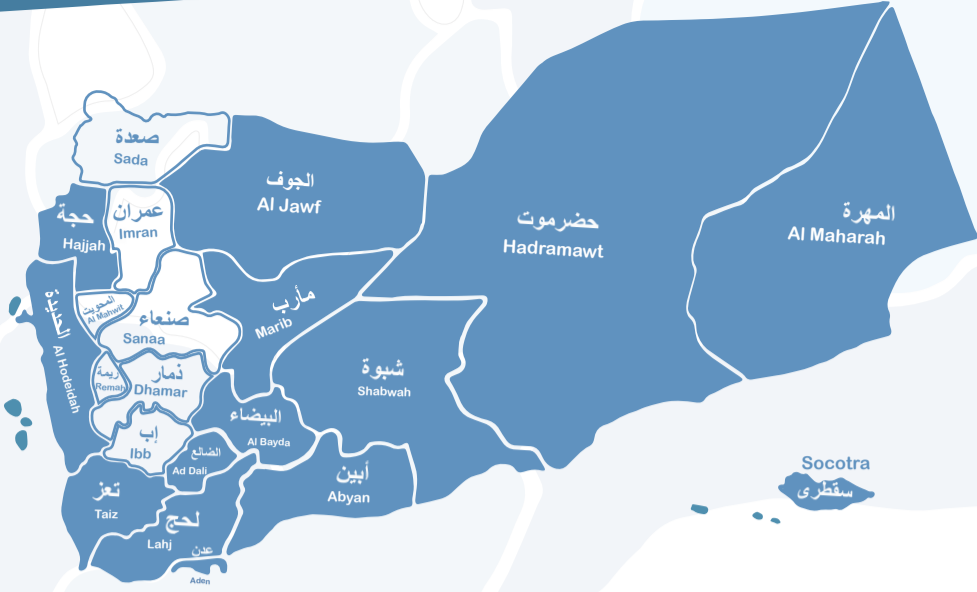 صعدة
Sada
الجوف
Al Jawf
حضرموت
Hadramawt
المهرة
Al Maharah
حجة
Hajjah
عمران
Imran
الحديدة
Al Hodeidah
المحويت
Al Mahwit
صنعاء
Sanaa
مأرب
Marib
شبوة
Shabwah
ريمة
Remah
ذمار
Dhamar
البيضاء
Al Bayda
إب
Ibb
الضالع
Ad Dali
أبين
Abyan
تعز
Taiz
لحج
Lahj
عدن
Aden
Socotra
سقطرى